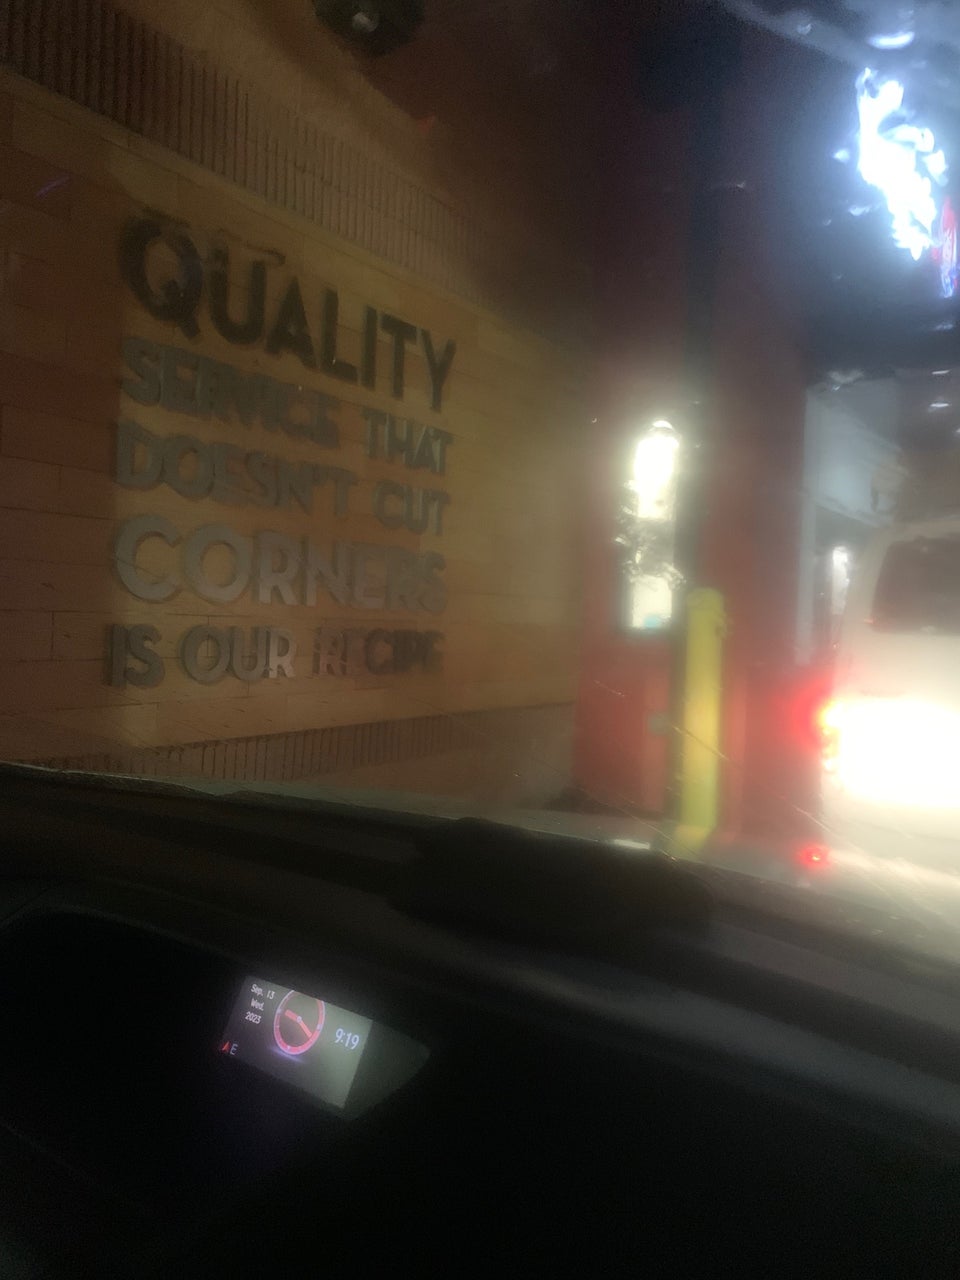 QUALITY
SERVICE THAT
DOESN'T CUT
CORNERS
IS OUR RECIPE
Sep. 13
Wed.
2023
9:19
E